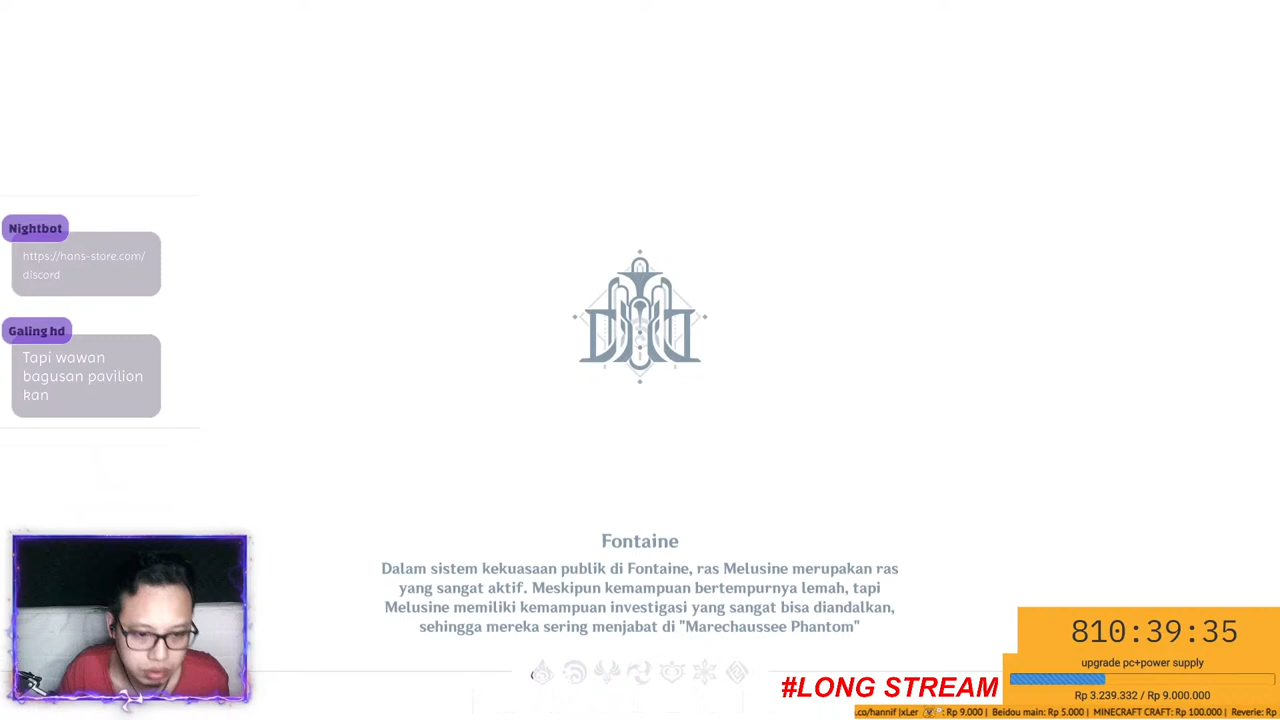 Nightbot
https://hans-store.com/
discord
Galing hd
Tapi wawan
bagusan pavilion
kan
Fontaine
Dalam sistem kekuasaan publik di Fontaine, ras Melusine merupakan ras
yang sangat aktif. Meskipun kemampuan bertempurnya lemah, tapi
Melusine memiliki kemampuan investigasi yang sangat bisa diandalkan,
sehingga mereka sering menjabat di "Marechaussee Phantom"
#LONG STREAM
810:39:35
upgrade pc+power supply
Rp 3.239.332 / Rp 9.000.000
.co/hannif |xLer : Rp 9.000 | Beidou main: Rp 5.000 | MINECRAFT CRAFT: Rp 100.000 | Reverie: Rp